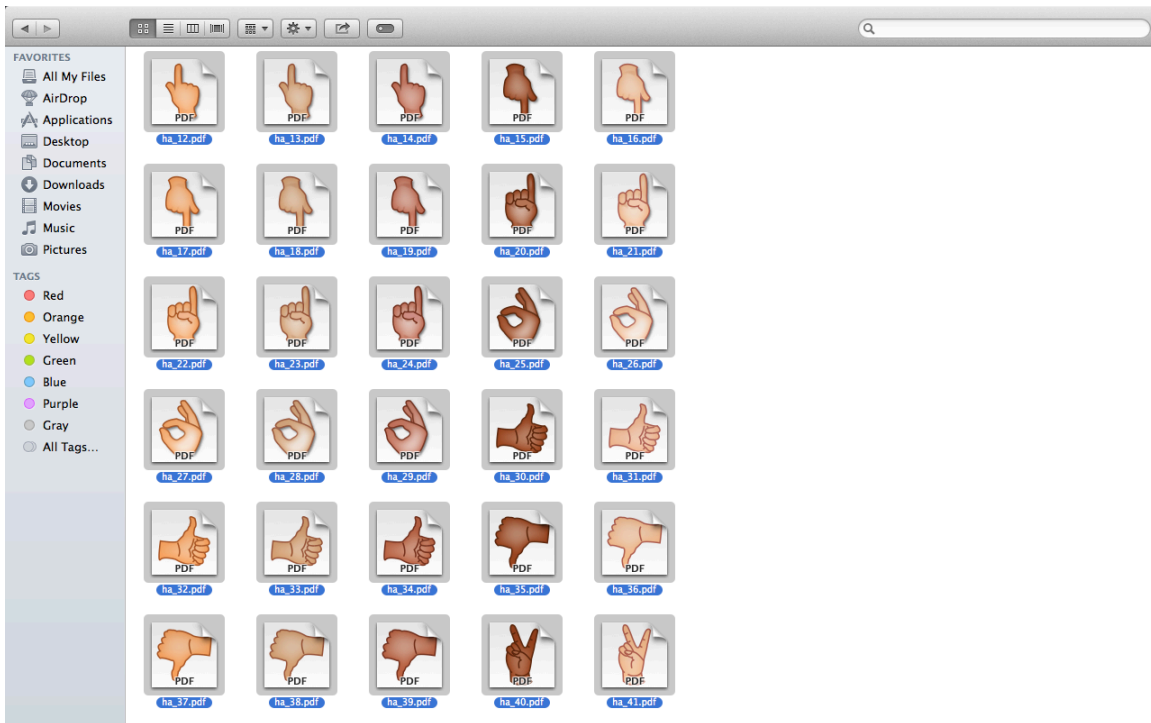 FAVORITES
All My Files
AirDrop
Applications
Desktop
Documents
Downloads
Movies
Music
Pictures
TAGS
Red
Orange
Yellow
Green
Blue
Purple
Gray
All Tags...
PDF PDF PDF PDF PDF
ha_12.pdf ha_13.pdf ha_14.pdf ha_15.pdf ha_16.pdf
PDF PDF PDF PDF PDF
ha_17.pdf ha_18.pdf ha_19.pdf ha_20.pdf ha_21.pdf
PDF PDF PDF PDF PDF
ha_22.pdf ha_23.pdf ha_24.pdf ha_25.pdf ha_26.pdf
PDF PDF PDF PDF PDF
ha_27.pdf ha_28.pdf ha_29.pdf ha_30.pdf ha_31.pdf
PDF PDF PDF PDF PDF
ha_32.pdf ha_33.pdf ha_34.pdf ha_35.pdf ha_36.pdf
PDF PDF PDF PDF PDF
ha_37.pdf ha_38.pdf ha_39.pdf ha_40.pdf ha_41.pdf